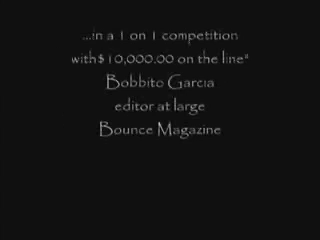 ...in a 1 on 1 competition
with$10,000.00 on the line"
Bobbito Garcia
editor at large
Bounce Magazine